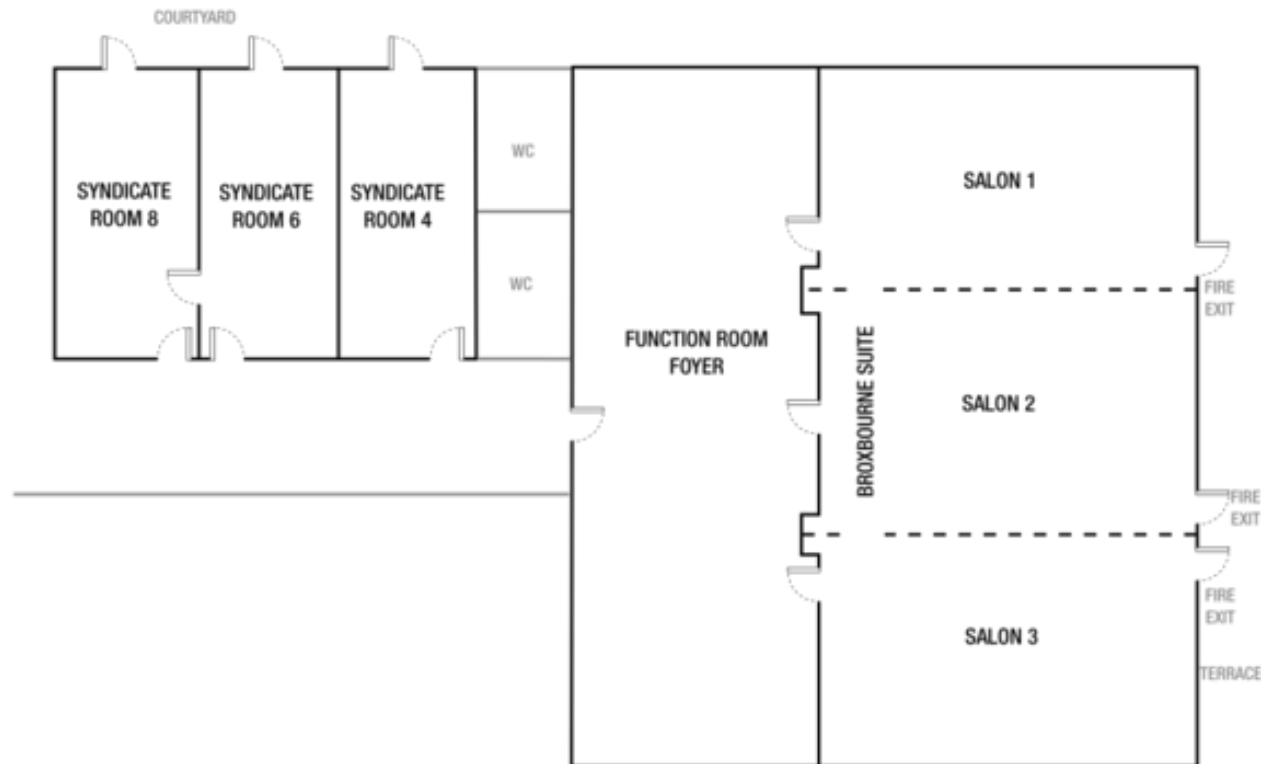 COURTYARD
SYNDICATE
ROOM 8
SYNDICATE
ROOM 6
SYNDICATE
ROOM 4
WC
WC
FUNCTION ROOM
FOYER
BROXBOURNE SUITE
SALON 1
FIRE
EXIT
SALON 2
FIRE
EXIT
SALON 3
FIRE
EXIT
TERRACE